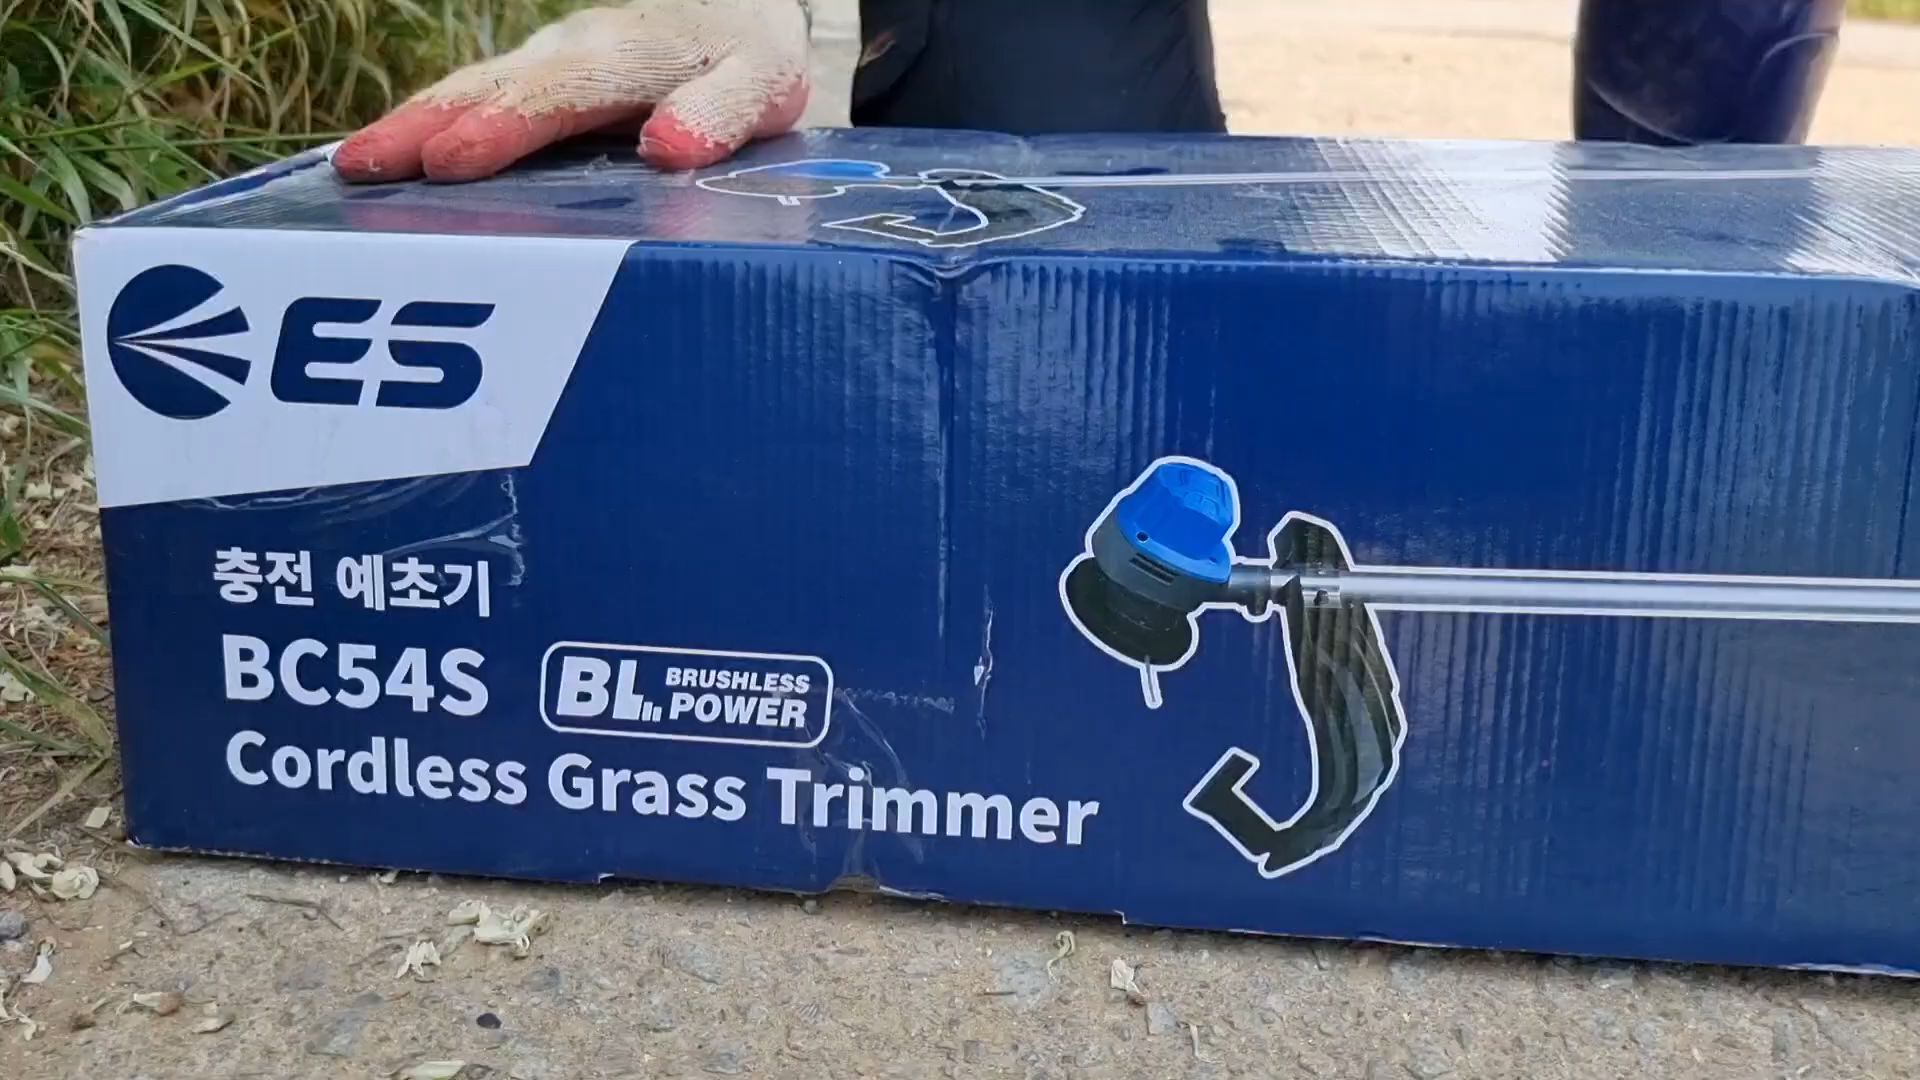 ES
충전 예초기
BC54S
BL BRUSHLESS
POWER
Cordless Grass Trimmer